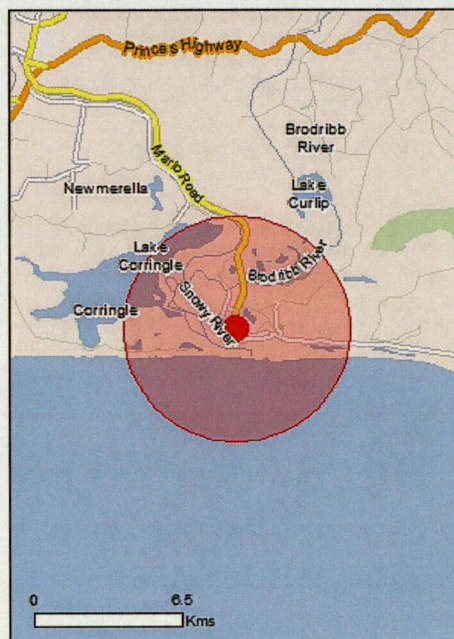 Princes Highway
Brodribb
River
Marlo Road
Newmerella
Lake
Curlip
Lake
Corringle
Brodribb River
Corringle
Snowy River
0 6.5
Kms